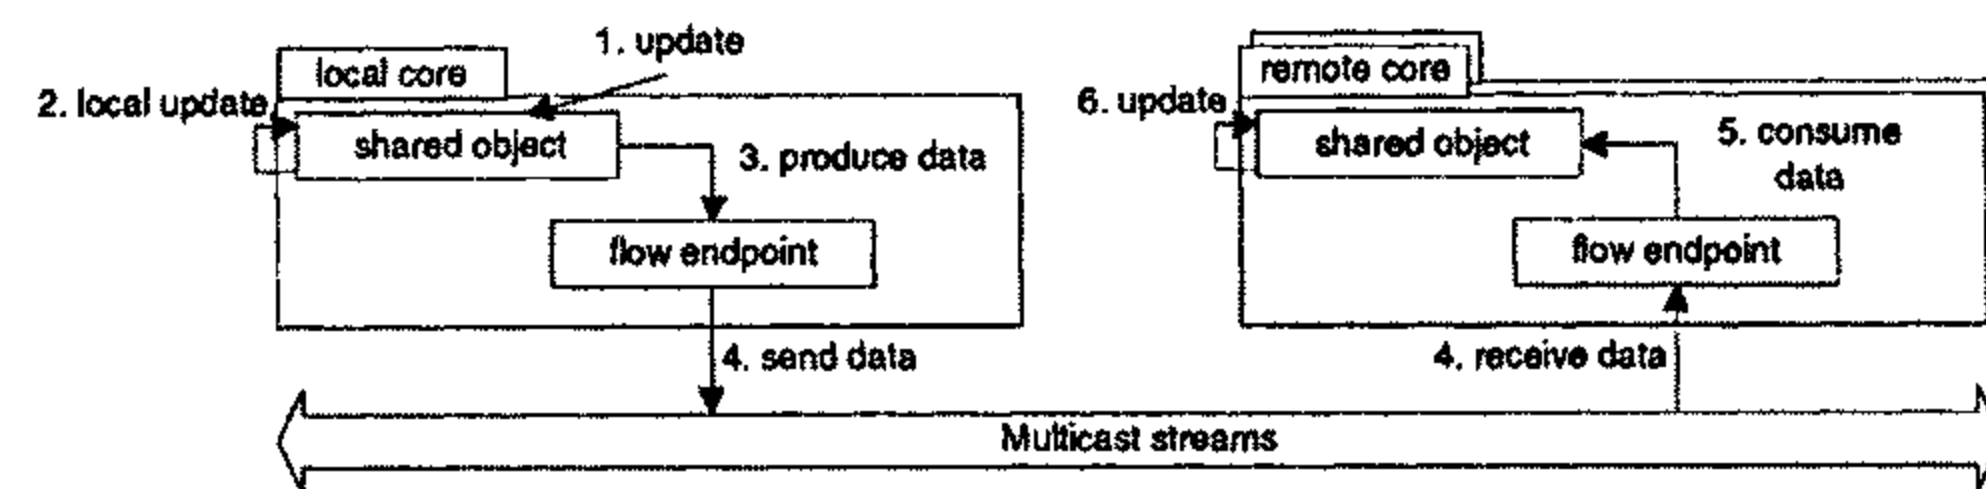 1. update
local core
2. local update
shared object
3. produce data
flow endpoint
4. send data
remote core
6. update
shared object
5. consume
data
flow endpoint
4. receive data
Multicast streams